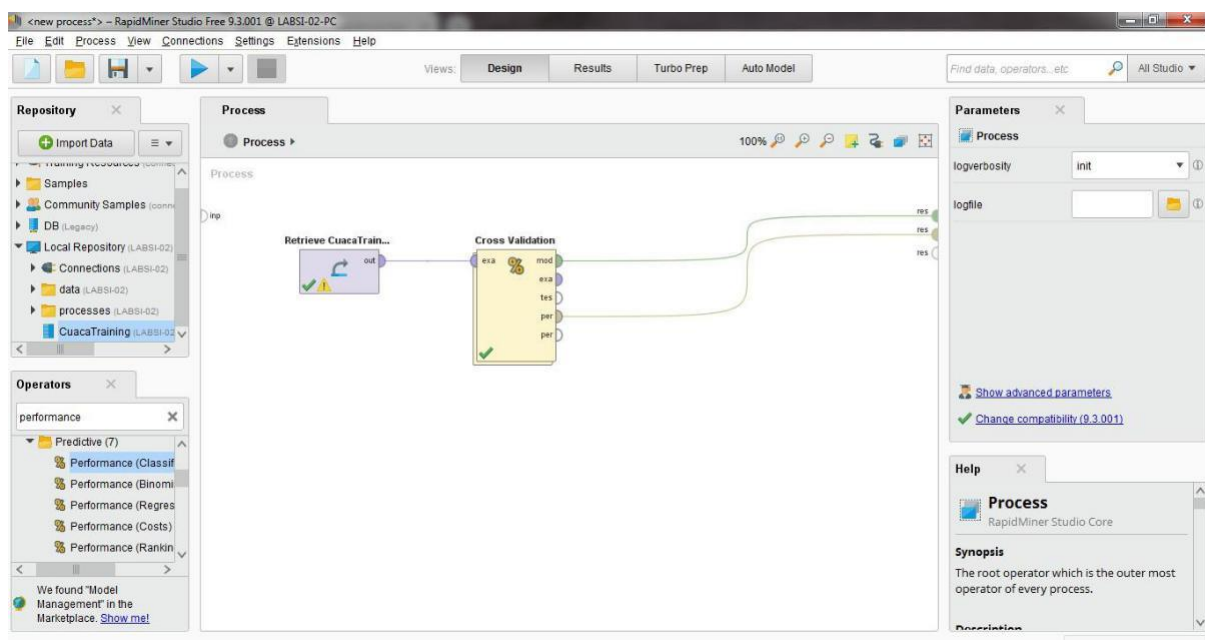 <new process*> – RapidMiner Studio Free 9.3.001 @ LABSI-02-PC
File Edit Process View Connections Settings Extensions Help
Views: Design Results Turbo Prep Auto Model
Find data, operators...etc
All Studio
Repository
Import Data
Training Resources
Samples
Community Samples
DB (Legacy)
Local Repository (LABSI-02)
Connections (LABSI-02)
data (LABSI-02)
processes (LABSI-02)
CuacaTraining (LABSI-02
Operators
performance
Predictive (7)
Performance (Classif
Performance (Binomi
Performance (Regres
Performance (Costs)
Performance (Rankin
We found "Model
Management" in the
Marketplace. Show me!
Process
Process
100%
Process
inp
Retrieve CuacaTrain...
out
Cross Validation
exa
mod
exa
tes
per
per
res
res
res
Parameters
Process
logverbosity init
logfile
Show advanced parameters
Change compatibility (9.3.001)
Help
Process
RapidMiner Studio Core
Synopsis
The root operator which is the outer most
operator of every process.
Description